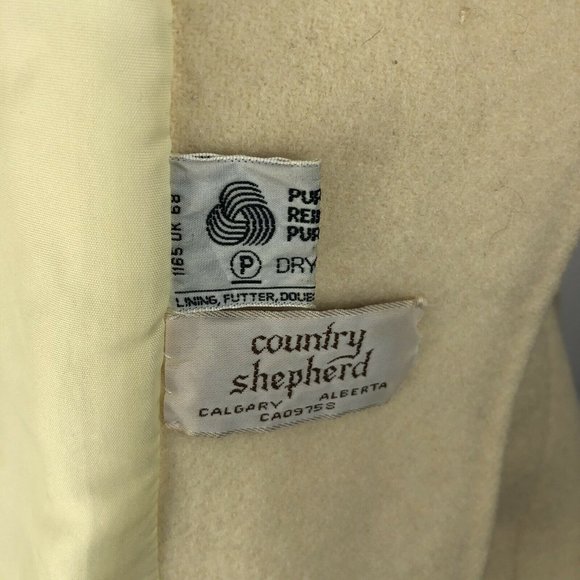 1165 UK 68
PUR
REIN
PUR
P DRY
LINING, FUTTER, DOUB
country
shepherd
CALGARY ALBERTA
CA09758